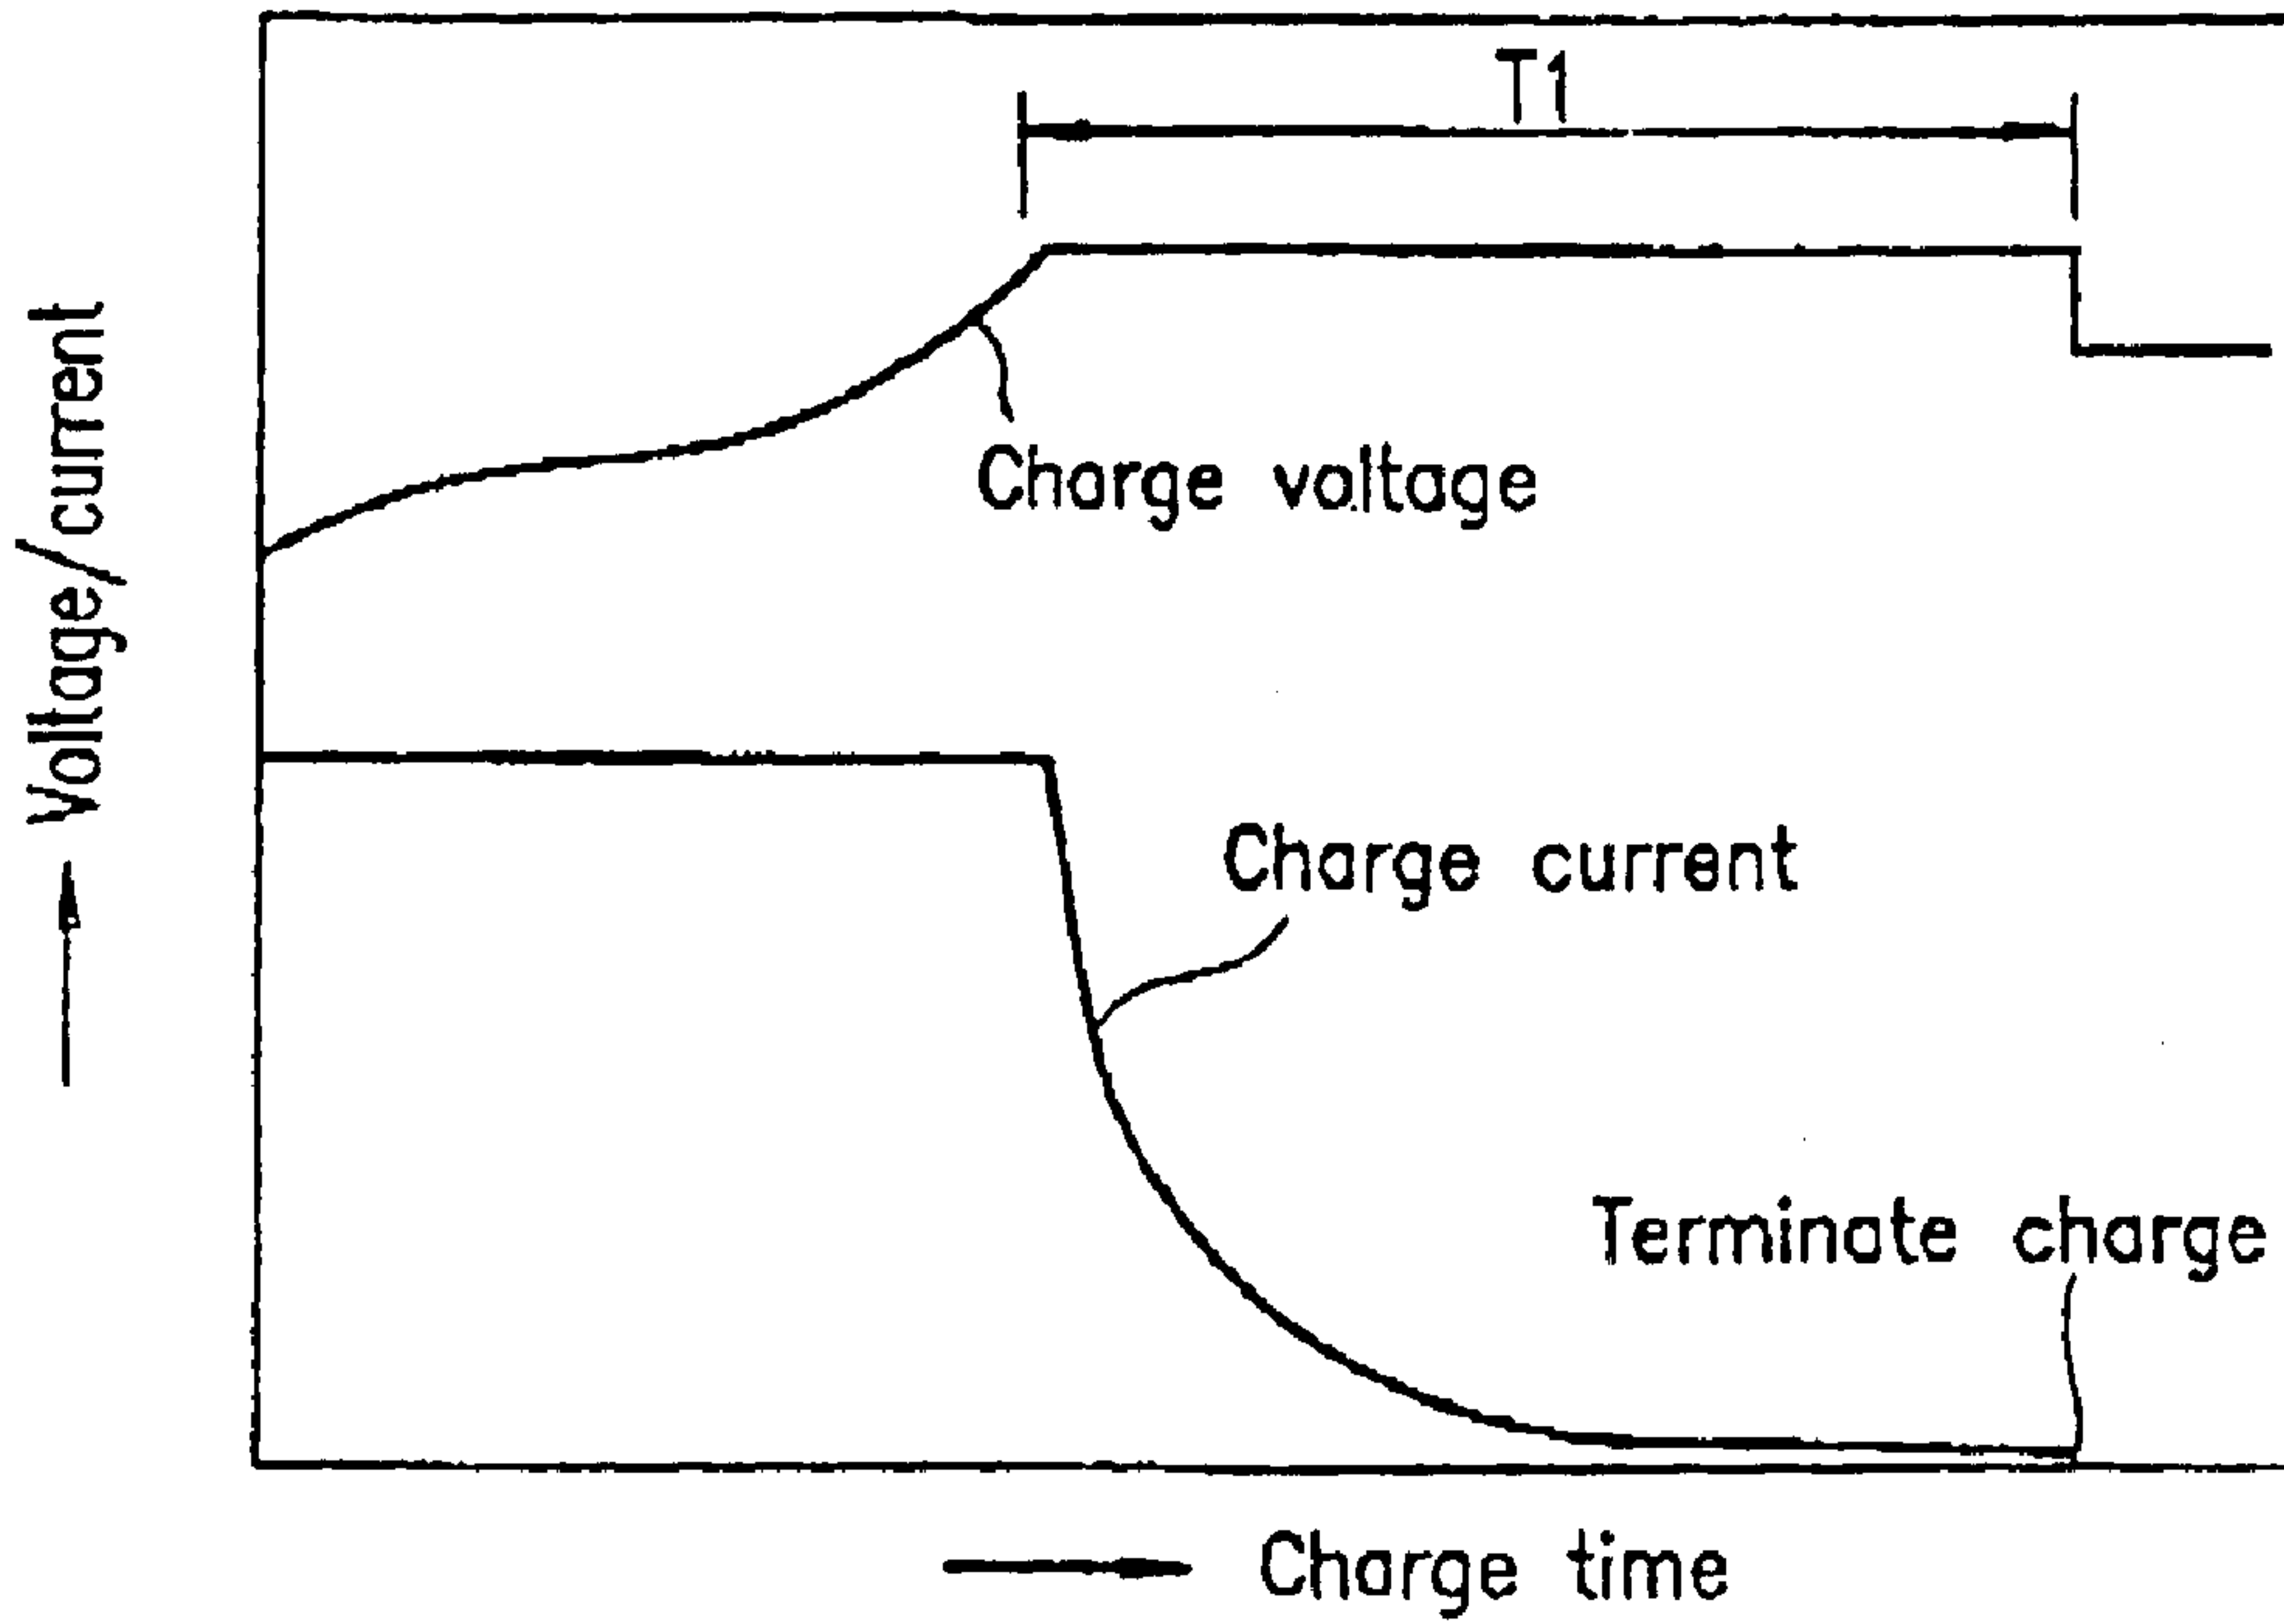 T1
Voltage/current
Charge voltage
Charge current
Terminate charge
Charge time